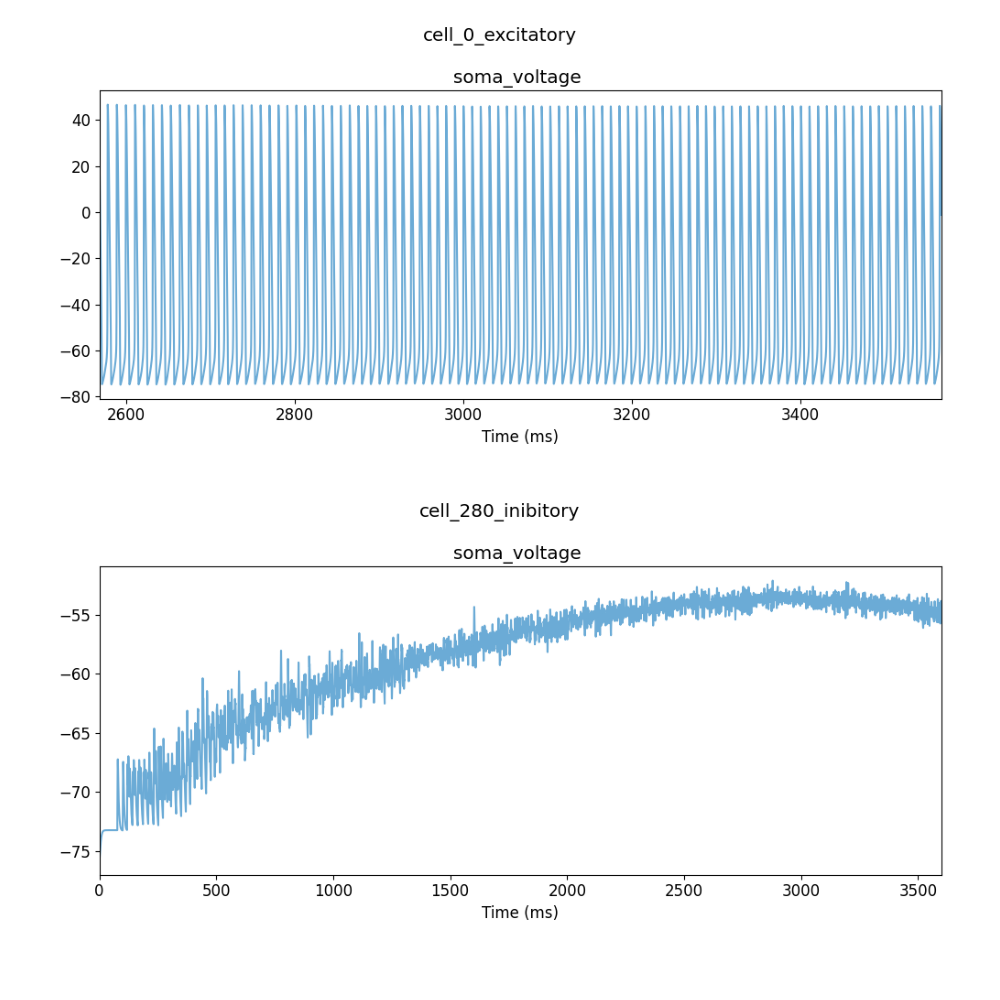 cell_0_excitatory
soma_voltage
40
20
0
−20
−40
−60
−80
2600 2800 3000 3200 3400
Time (ms)
cell_280_inibitory
soma_voltage
−55
−60
−65
−70
−75
0 500 1000 1500 2000 2500 3000 3500
Time (ms)